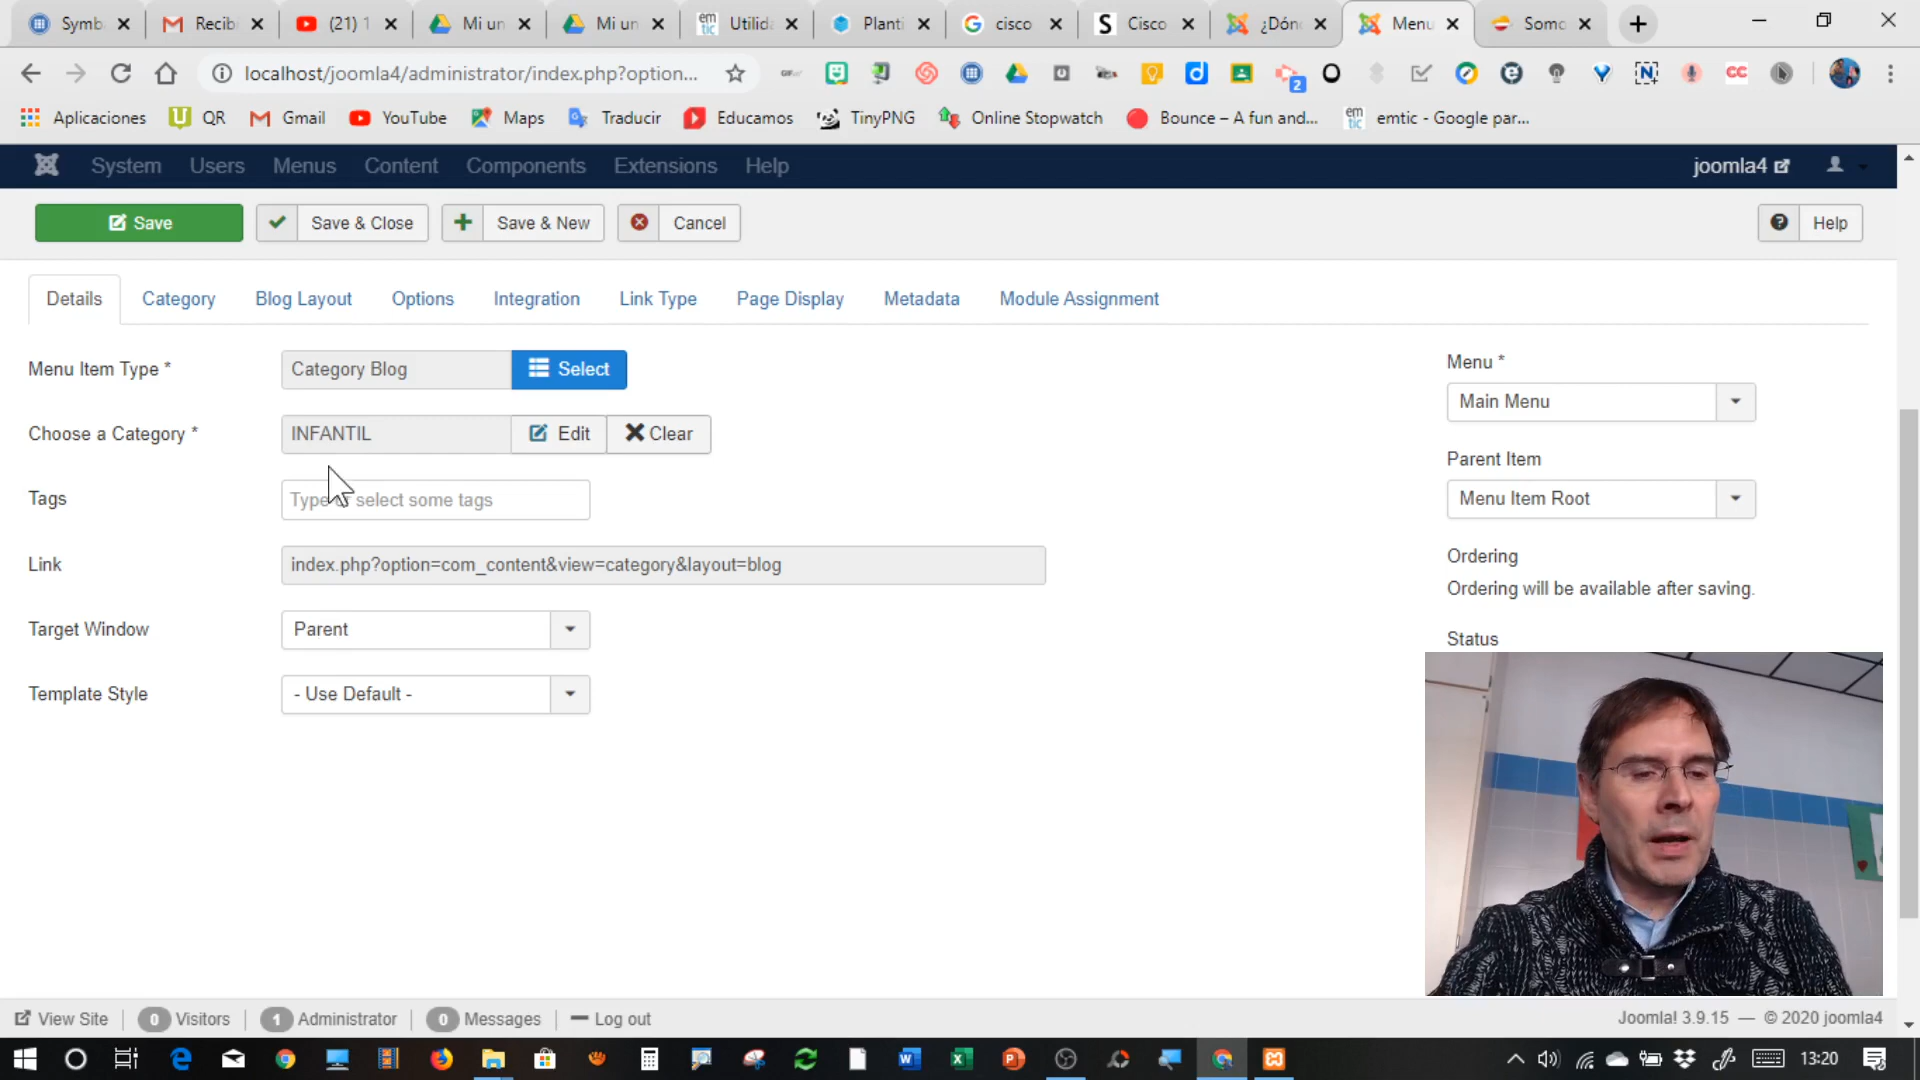 Symb
Recib
(21) 1
Mi un
Mi un
emtic Utilida
Planti
cisco
Cisco
¿Dón
Menu
Somo
localhost/joomla4/administrator/index.php?option...
GIF
2
CC
Aplicaciones
QR
Gmail
YouTube
Maps
Traducir
Educamos
TinyPNG
Online Stopwatch
Bounce – A fun and...
emtic - Google par...
System Users Menus Content Components Extensions Help
joomla4
Save
Save & Close
Save & New
Cancel
Help
Details Category Blog Layout Options Integration Link Type Page Display Metadata Module Assignment
Menu Item Type *
Category Blog
Select
Choose a Category *
INFANTIL
Edit
Clear
Tags
Type or select some tags
Link
index.php?option=com_content&view=category&layout=blog
Target Window
Parent
Template Style
- Use Default -
Menu *
Main Menu
Parent Item
Menu Item Root
Ordering
Ordering will be available after saving.
Status
View Site
0 Visitors
1 Administrator
0 Messages
Log out
Joomla! 3.9.15 — © 2020 joomla4
13:20